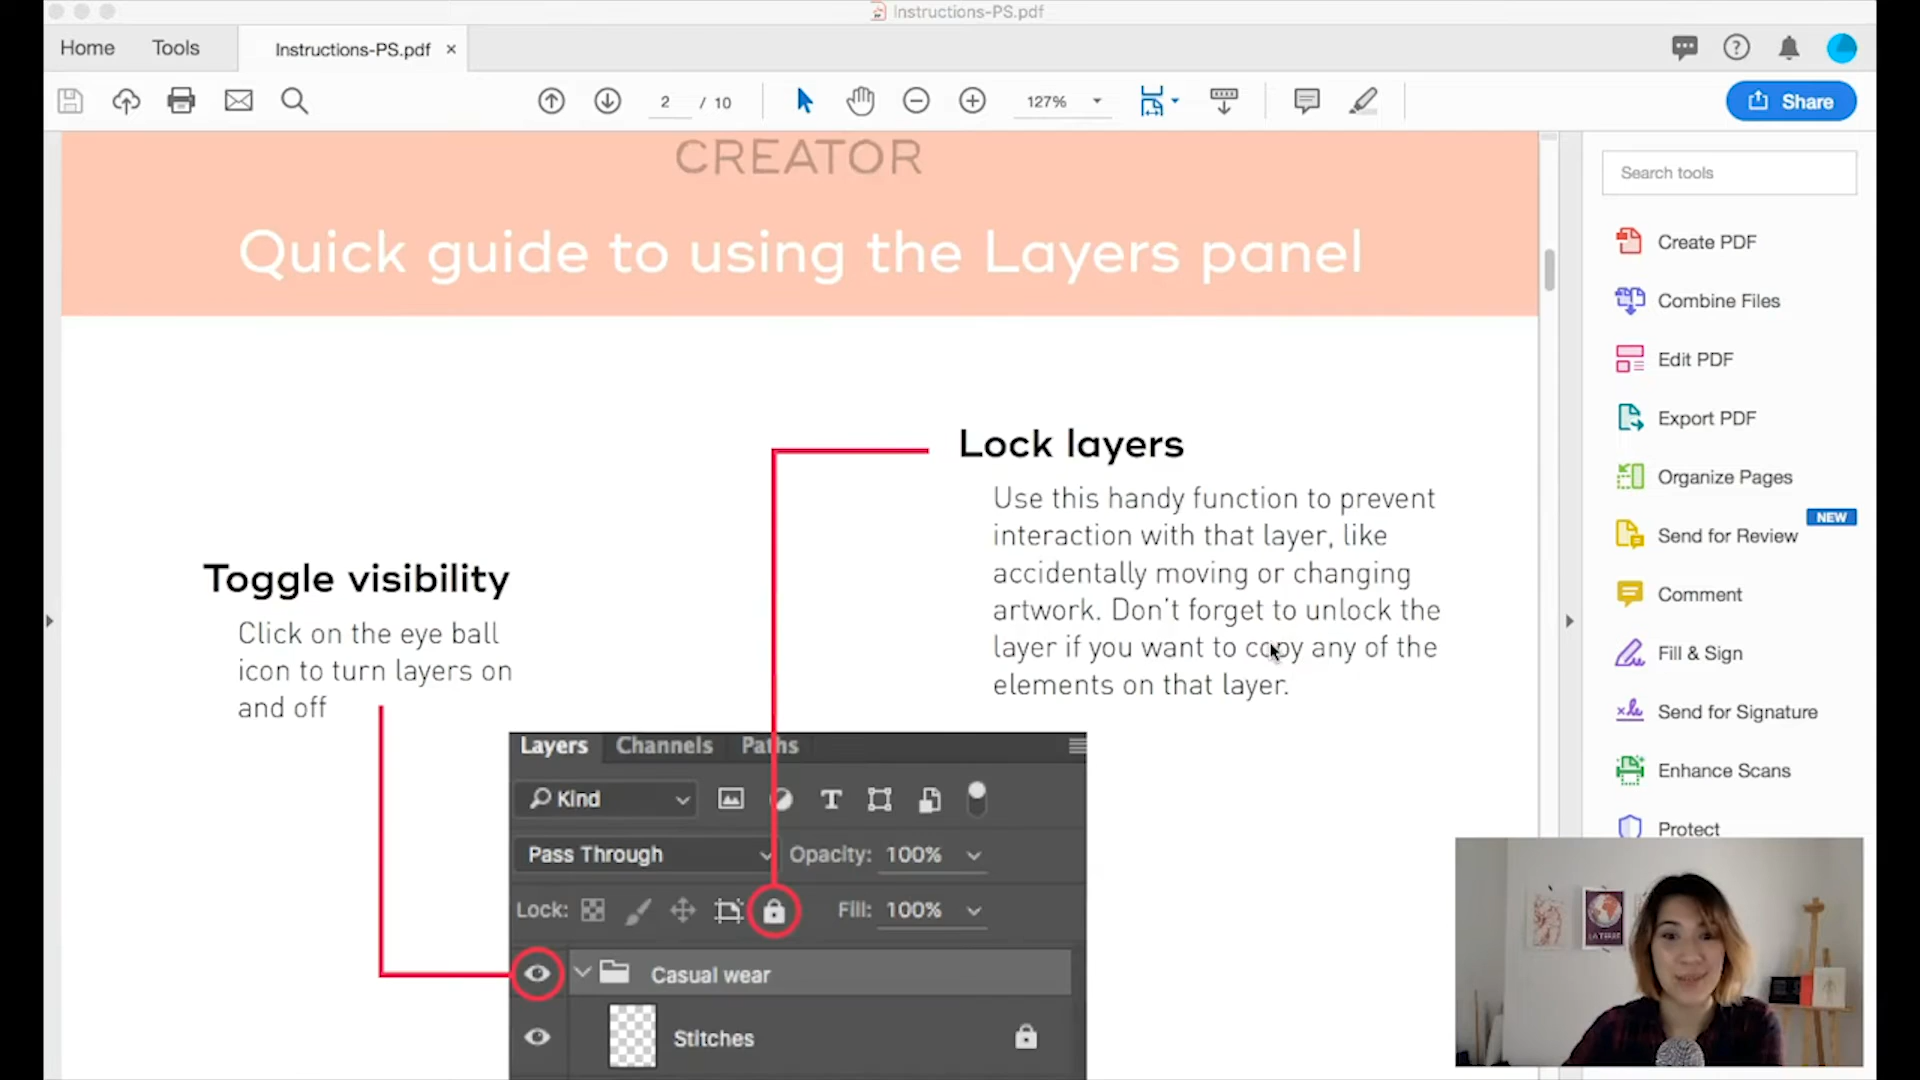 Instructions-PS.pdf
Home
Tools
Instructions-PS.pdf
2 / 10
127%
Share
CREATOR
Quick guide to using the Layers panel
Lock layers
Use this handy function to prevent
interaction with that layer, like
accidentally moving or changing
artwork. Don't forget to unlock the
layer if you want to copy any of the
elements on that layer.
Toggle visibility
Click on the eye ball
icon to turn layers on
and off
Layers Channels Paths
Kind
Pass Through Opacity: 100%
Lock: Fill: 100%
Casual wear
Stitches
Search tools
Create PDF
Combine Files
Edit PDF
Export PDF
Organize Pages
NEW
Send for Review
Comment
Fill & Sign
Send for Signature
Enhance Scans
Protect
LA TERRE